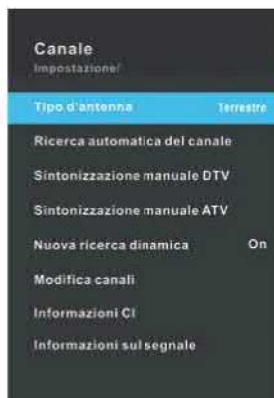 Canale
Impostazione/
Tipo d'antenna Terrestre
Ricerca automatica del canale
Sintonizzazione manuale DTV
Sintonizzazione manuale ATV
Nuova ricerca dinamica On
Modifica canali
Informazioni CI
Informazioni sul segnale